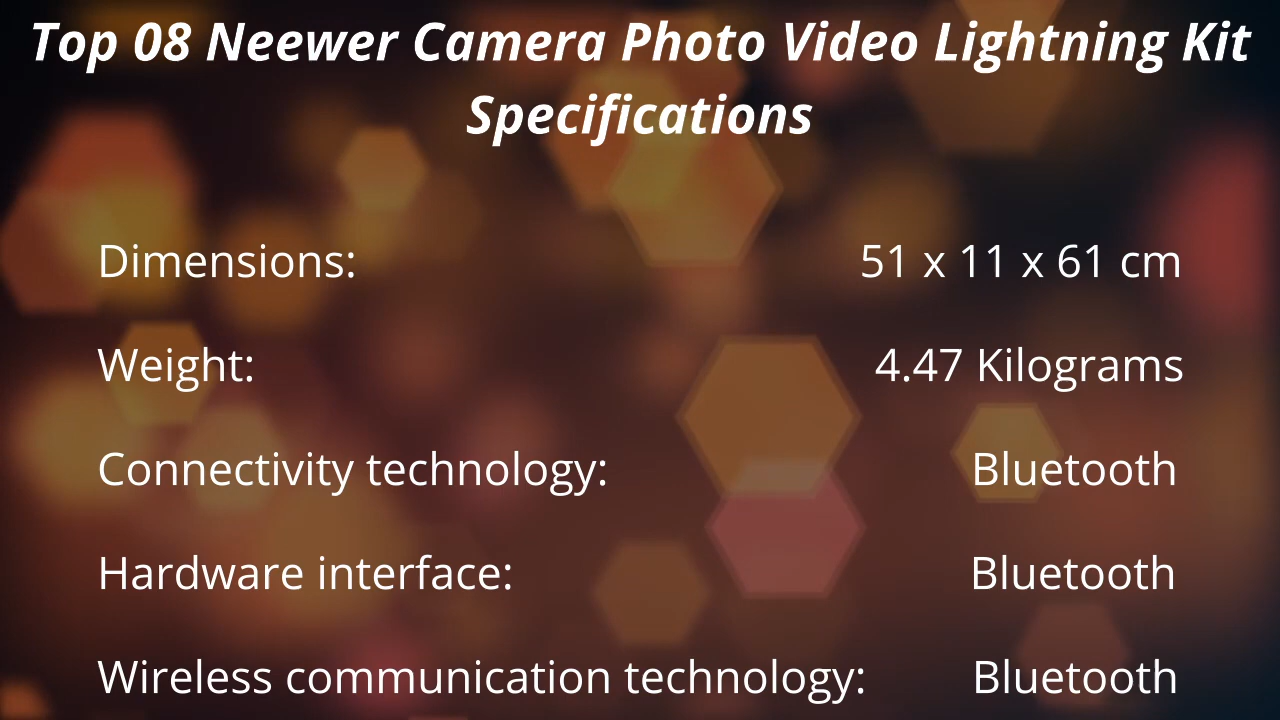 Top 08 Neewer Camera Photo Video Lightning Kit
Specifications
Dimensions: 51 x 11 x 61 cm
Weight: 4.47 Kilograms
Connectivity technology: Bluetooth
Hardware interface: Bluetooth
Wireless communication technology: Bluetooth